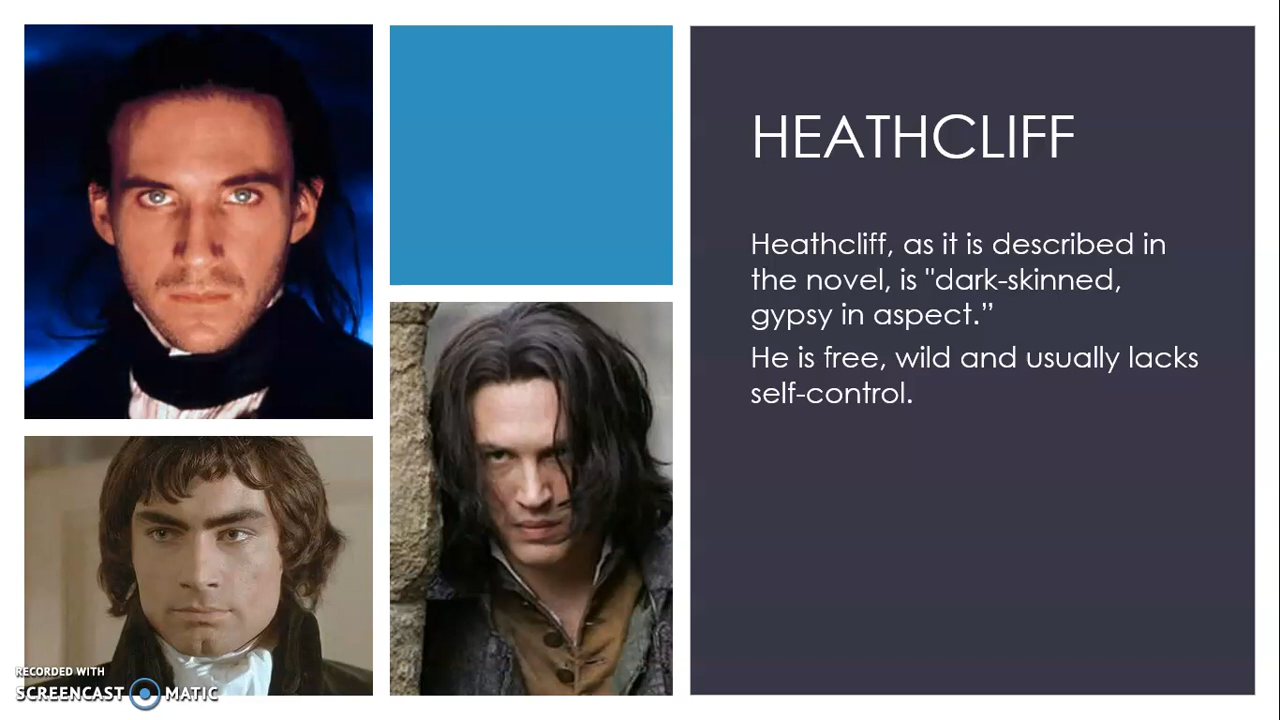 HEATHCLIFF
Heathcliff, as it is described in
the novel, is "dark-skinned,
gypsy in aspect.”
He is free, wild and usually lacks
self-control.
RECORDED WITH
SCREENCAST MATIC